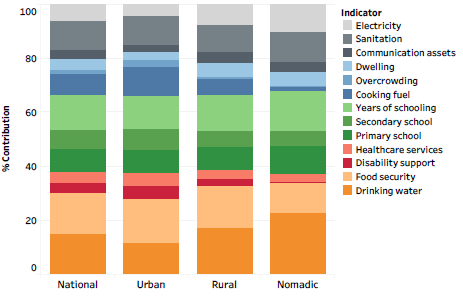 Indicator
Electricity
Sanitation
Communication assets
Dwelling
Overcrowding
Cooking fuel
Years of schooling
Secondary school
Primary school
Healthcare services
Disability support
Food security
Drinking water
% Contribution
100
80
60
40
20
0
National Urban Rural Nomadic